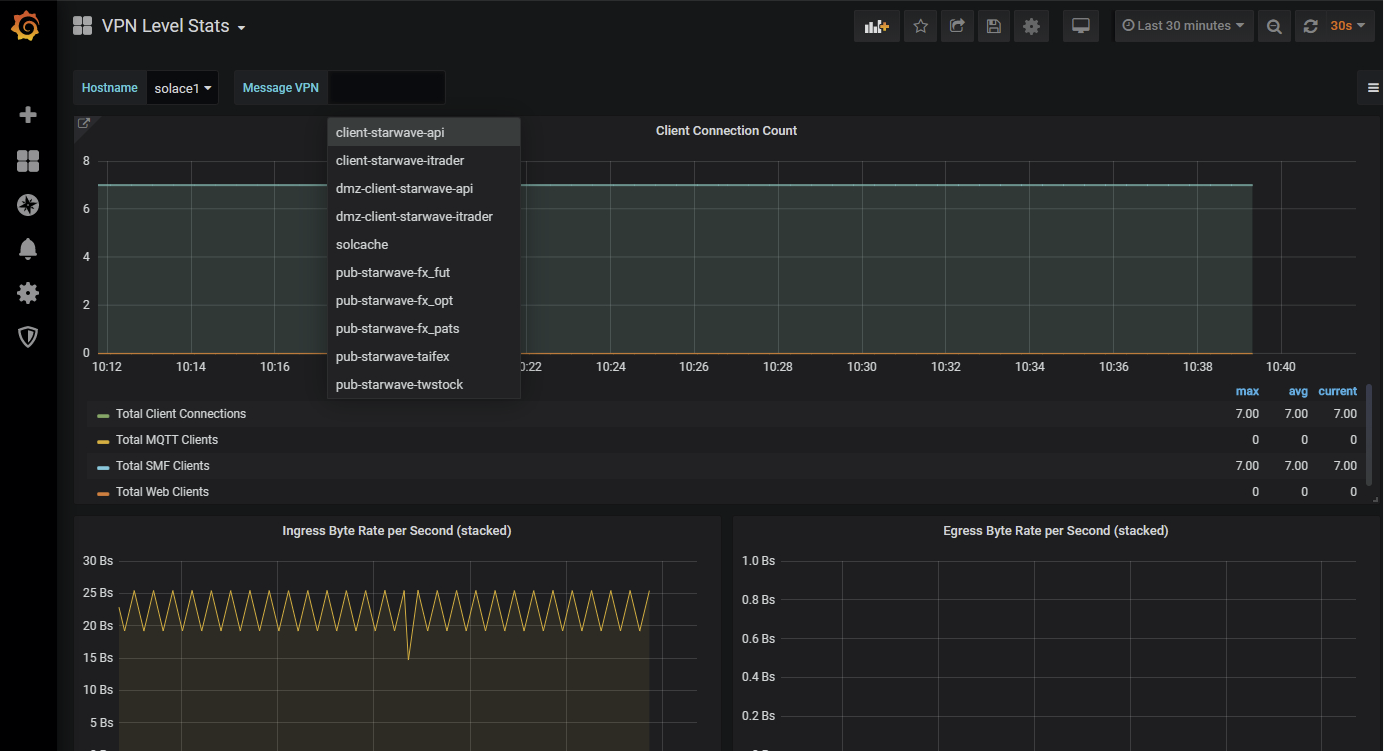 VPN Level Stats
Last 30 minutes
30s
Hostname solace1 Message VPN
Client Connection Count
client-starwave-api
client-starwave-itrader
dmz-client-starwave-api
dmz-client-starwave-itrader
solcache
pub-starwave-fx_fut
pub-starwave-fx_opt
pub-starwave-fx_pats
pub-starwave-taifex
pub-starwave-twstock
8
6
4
2
0
10:12 10:14 10:16 :22 10:24 10:26 10:28 10:30 10:32 10:34 10:36 10:38 10:40
max avg current
Total Client Connections 7.00 7.00 7.00
Total MQTT Clients 0 0 0
Total SMF Clients 7.00 7.00 7.00
Total Web Clients 0 0 0
Ingress Byte Rate per Second (stacked)
30 Bs
25 Bs
20 Bs
15 Bs
10 Bs
5 Bs
Egress Byte Rate per Second (stacked)
1.0 Bs
0.8 Bs
0.6 Bs
0.4 Bs
0.2 Bs